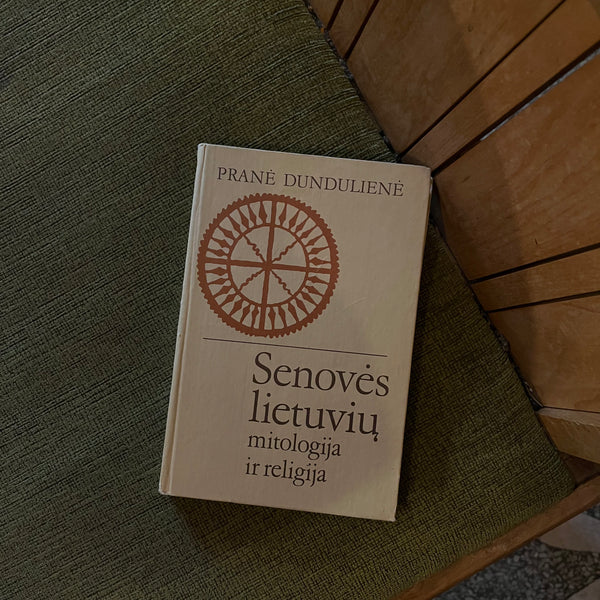 PRANĖ DUNDULIENĖ
Senovės
lietuvių
mitologija
ir religija